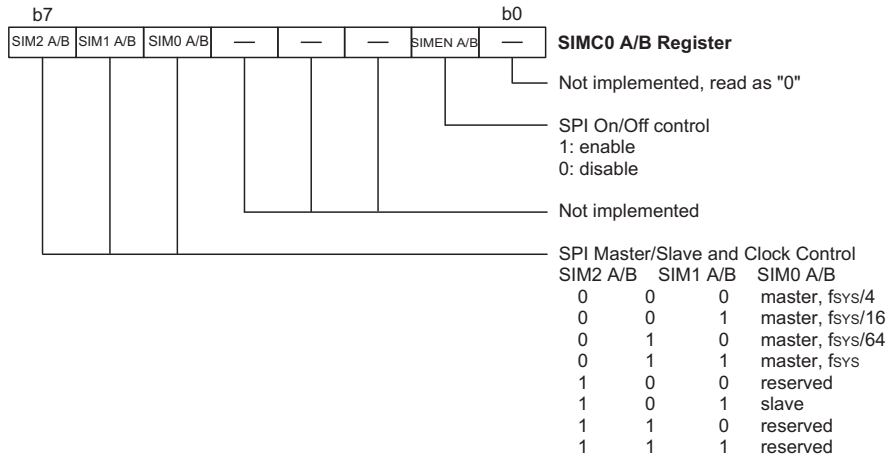 b7 b0
SIM2 A/B SIM1 A/B SIM0 A/B — — — SIMEN A/B — SIMC0 A/B Register
Not implemented, read as "0"
SPI On/Off control
1: enable
0: disable
Not implemented
SPI Master/Slave and Clock Control
SIM2 A/B SIM1 A/B SIM0 A/B
0 0 0 master, fSYS/4
0 0 1 master, fSYS/16
0 1 0 master, fSYS/64
0 1 1 master, fSYS
1 0 0 reserved
1 0 1 slave
1 1 0 reserved
1 1 1 reserved